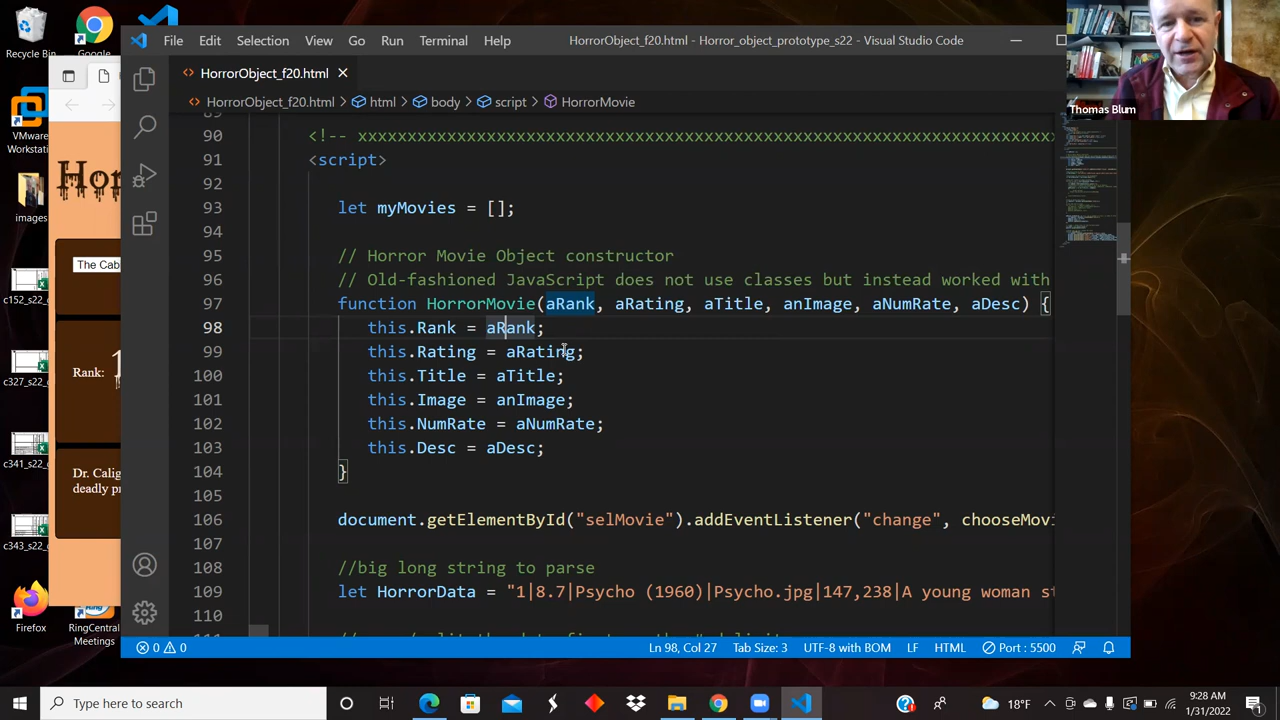 Recycle Bin
Google
VMware
Workstati...
images
c152_s22_...
c327_s22_...
c341_s22_...
c343_s22_...
Firefox
RingCentral
Meetings
Hor
The Cab
Rank: 1
Dr. Calig
deadly pr
File Edit Selection View Go Run Terminal Help
HorrorObject_f20.html - Horror_object_prototype_s22 - Visual Studio Code
Thomas Blum
HorrorObject_f20.html
HorrorObject_f20.html > html > body > script > HorrorMovie
89
90 <!-- xxxxxxxxxxxxxxxxxxxxxxxxxxxxxxxxxxxxxxxxxxxxxxxxxxxxxxxxxxxxxxxxxxxxxx
91 <script>
92
93 let myMovies = [];
94
95 // Horror Movie Object constructor
96 // Old-fashioned JavaScript does not use classes but instead worked with
97 function HorrorMovie(aRank, aRating, aTitle, anImage, aNumRate, aDesc) {
98 this.Rank = aRank;
99 this.Rating = aRating;
100 this.Title = aTitle;
101 this.Image = anImage;
102 this.NumRate = aNumRate;
103 this.Desc = aDesc;
104 }
105
106 document.getElementById("selMovie").addEventListener("change", chooseMovi
107
108 //big long string to parse
109 let HorrorData = "1|8.7|Psycho (1960)|Psycho.jpg|147,238|A young woman st
110
0 0
Ln 98, Col 27 Tab Size: 3 UTF-8 with BOM LF HTML Port : 5500
Type here to search
18°F
9:28 AM
1/31/2022